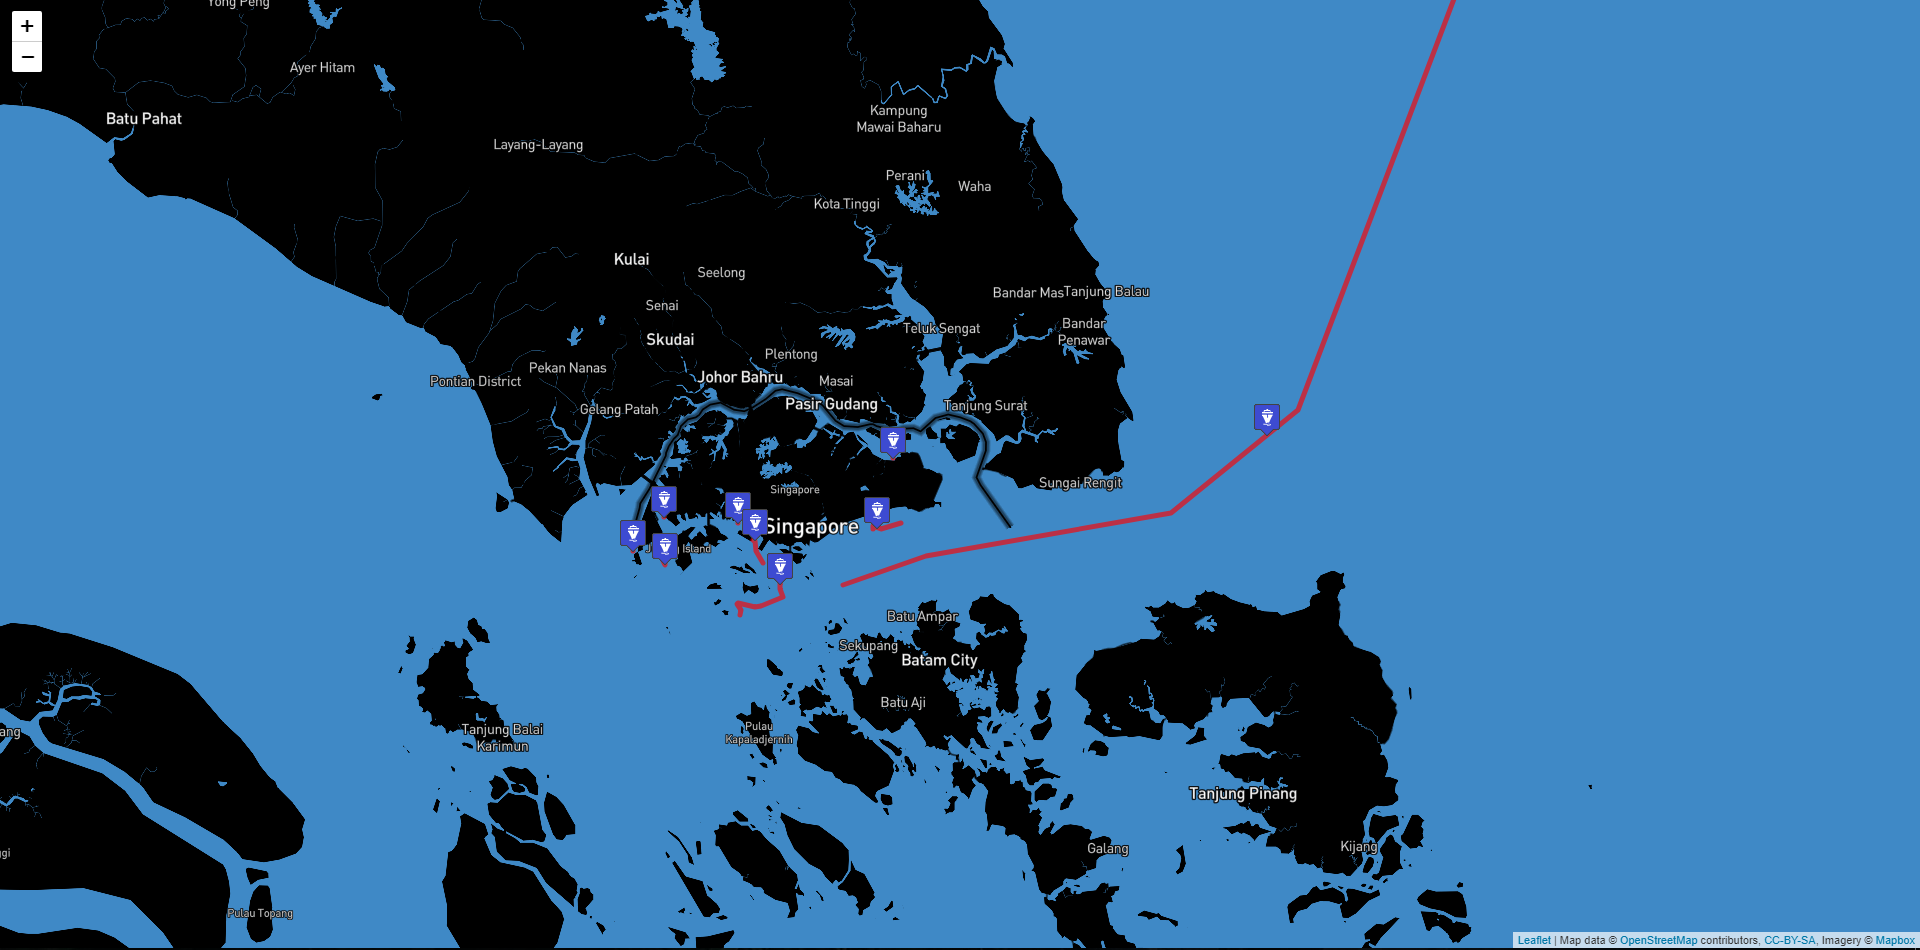 Yong Peng
+
−
Ayer Hitam
Batu Pahat
Kampung
Mawai Baharu
Layang-Layang
Perani
Waha
Kota Tinggi
Kulai
Seelong
Bandar Mas
Tanjung Balau
Senai
Teluk Sengat
Bandar
Penawar
Skudai
Plentong
Pekan Nanas
Johor Bahru
Masai
Pontian District
Gelang Patah
Pasir Gudang
Tanjung Surat
Singapore
Sungai Rengit
Singapore
Island
Batu Ampar
Sekupang
Batam City
Batu Aji
Tanjung Balai
Karimun
Pulau
Kapaladjernih
ang
Tanjung Pinang
Galang
Kijang
ggi
Pulau Topang
Leaflet | Map data © OpenStreetMap contributors, CC-BY-SA, Imagery © Mapbox